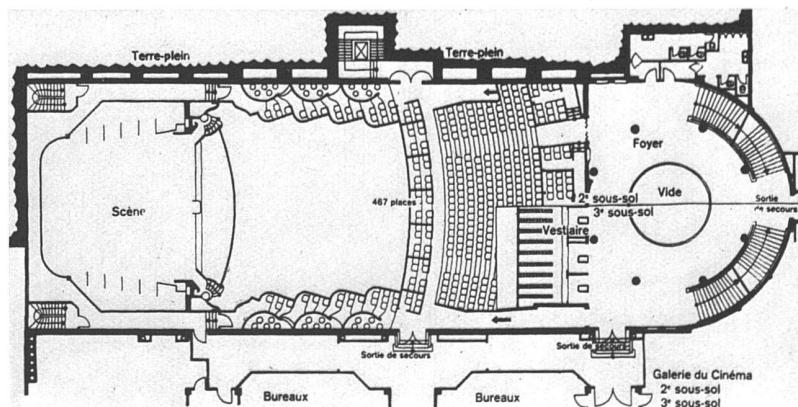 Terre-plein
Terre-plein
Foyer
Scène
467 places
2e sous-sol
Vide
Sortie
de secours
3e sous-sol
Vestiaire
Sortie de secours
Sortie de secours
Galerie du Cinéma
2e sous-sol
3e sous-sol
Bureaux
Bureaux